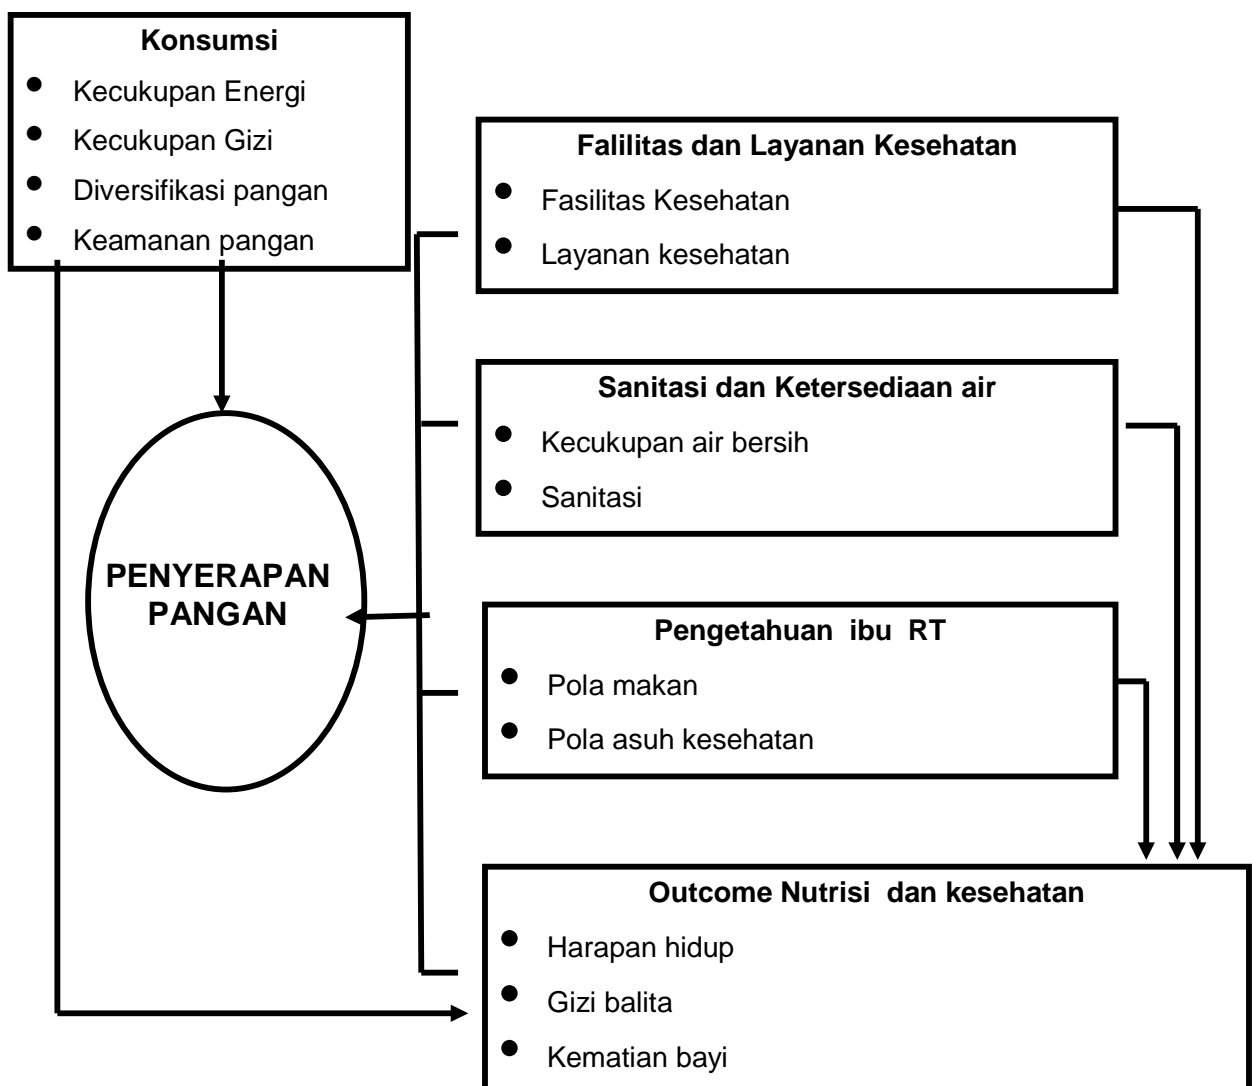 Konsumsi
Kecukupan Energi
Kecukupan Gizi
Diversifikasi pangan
Keamanan pangan
Falilitas dan Layanan Kesehatan
Fasilitas Kesehatan
Layanan kesehatan
Sanitasi dan Ketersediaan air
Kecukupan air bersih
Sanitasi
PENYERAPAN
PANGAN
Pengetahuan ibu RT
Pola makan
Pola asuh kesehatan
Outcome Nutrisi dan kesehatan
Harapan hidup
Gizi balita
Kematian bayi